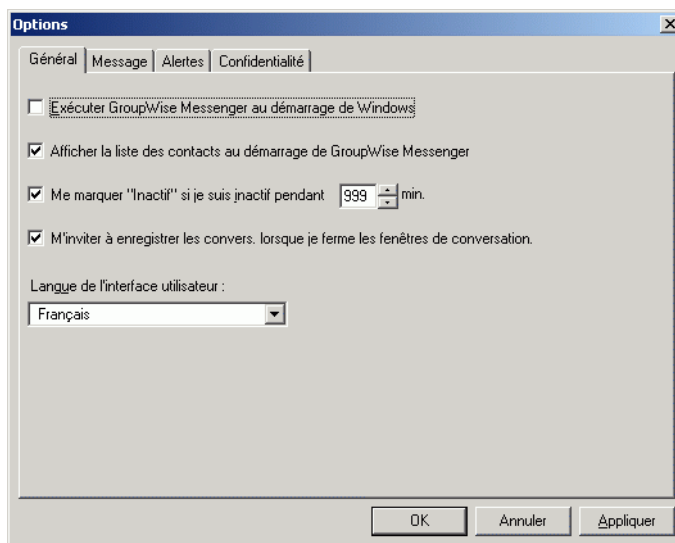 Options
Général
Message
Alertes
Confidentialité
Exécuter GroupWise Messenger au démarrage de Windows
Afficher la liste des contacts au démarrage de GroupWise Messenger
Me marquer "Inactif" si je suis inactif pendant 999 min.
M'inviter à enregistrer les convers. lorsque je ferme les fenêtres de conversation.
Langue de l'interface utilisateur :
Français
OK
Annuler
Appliquer